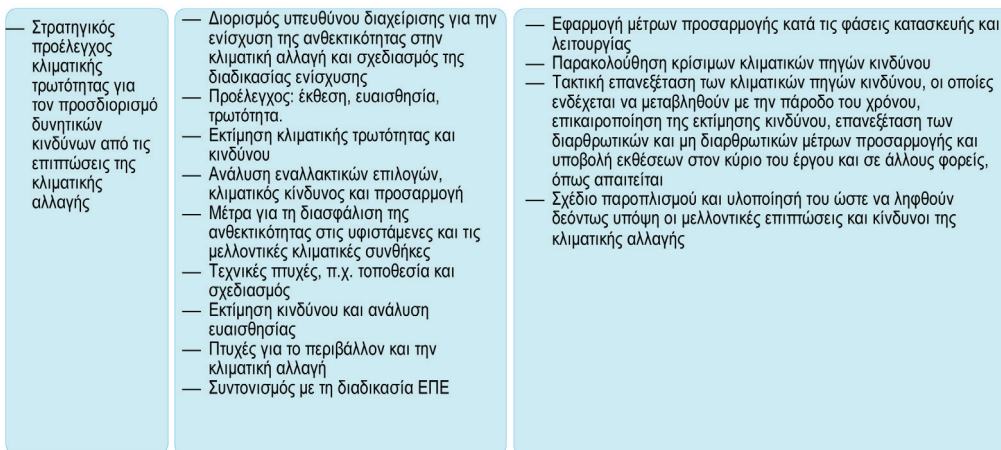 — Στρατηγικός
προέλεγχος
κλιματικής
τρωτότητας για
τον προσδιορισμό
δυνητικών
κινδύνων από τις
επιπτώσεις της
κλιματικής
αλλαγής
— Διορισμός υπευθύνου διαχείρισης για την
ενίσχυση της ανθεκτικότητας στην
κλιματική αλλαγή και σχεδιασμός της
διαδικασίας ενίσχυσης
— Προέλεγχος: έκθεση, ευαισθησία,
τρωτότητα.
— Εκτίμηση κλιματικής τρωτότητας και
κινδύνου
— Ανάλυση εναλλακτικών επιλογών,
κλιματικός κίνδυνος και προσαρμογή
— Μέτρα για τη διασφάλιση της
ανθεκτικότητας στις υφιστάμενες και τις
μελλοντικές κλιματικές συνθήκες
— Τεχνικές πτυχές, π.χ. τοποθεσία και
σχεδιασμός
— Εκτίμηση κινδύνου και ανάλυση
ευαισθησίας
— Πτυχές για το περιβάλλον και την
κλιματική αλλαγή
— Συντονισμός με τη διαδικασία ΕΠΕ
— Εφαρμογή μέτρων προσαρμογής κατά τις φάσεις κατασκευής και
λειτουργίας
— Παρακολούθηση κρίσιμων κλιματικών πηγών κινδύνου
— Τακτική επανεξέταση των κλιματικών πηγών κινδύνου, οι οποίες
ενδέχεται να μεταβληθούν με την πάροδο του χρόνου,
επικαιροποίηση της εκτίμησης κινδύνου, επανεξέταση των
διαρθρωτικών και μη διαρθρωτικών μέτρων προσαρμογής και
υποβολή εκθέσεων στον κύριο του έργου και σε άλλους φορείς,
όπως απαιτείται
— Σχέδιο παροπλισμού και υλοποίησή του ώστε να ληφθούν
δεόντως υπόψη οι μελλοντικές επιπτώσεις και κίνδυνοι της
κλιματικής αλλαγής